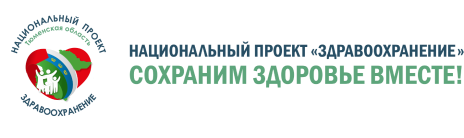 НАЦИОНАЛЬНЫЙ ПРОЕКТ
Тюменская область
ЗДРАВООХРАНЕНИЕ
НАЦИОНАЛЬНЫЙ ПРОЕКТ «ЗДРАВООХРАНЕНИЕ»
СОХРАНИМ ЗДОРОВЬЕ ВМЕСТЕ!